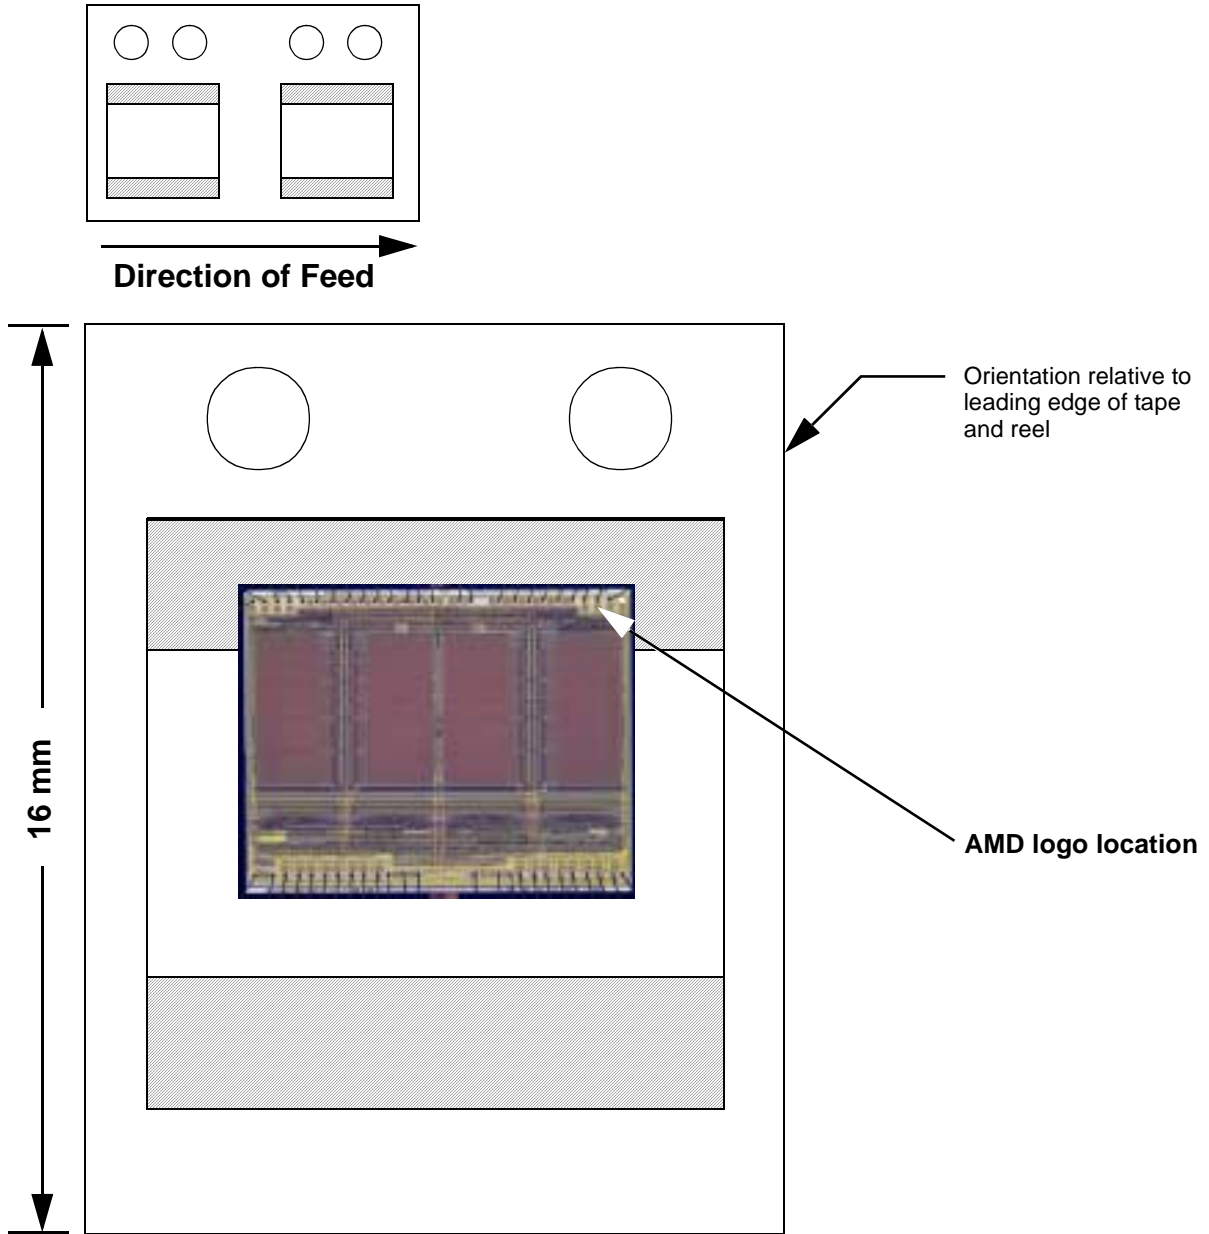 Direction of Feed
Orientation relative to
leading edge of tape
and reel
16 mm
AMD logo location